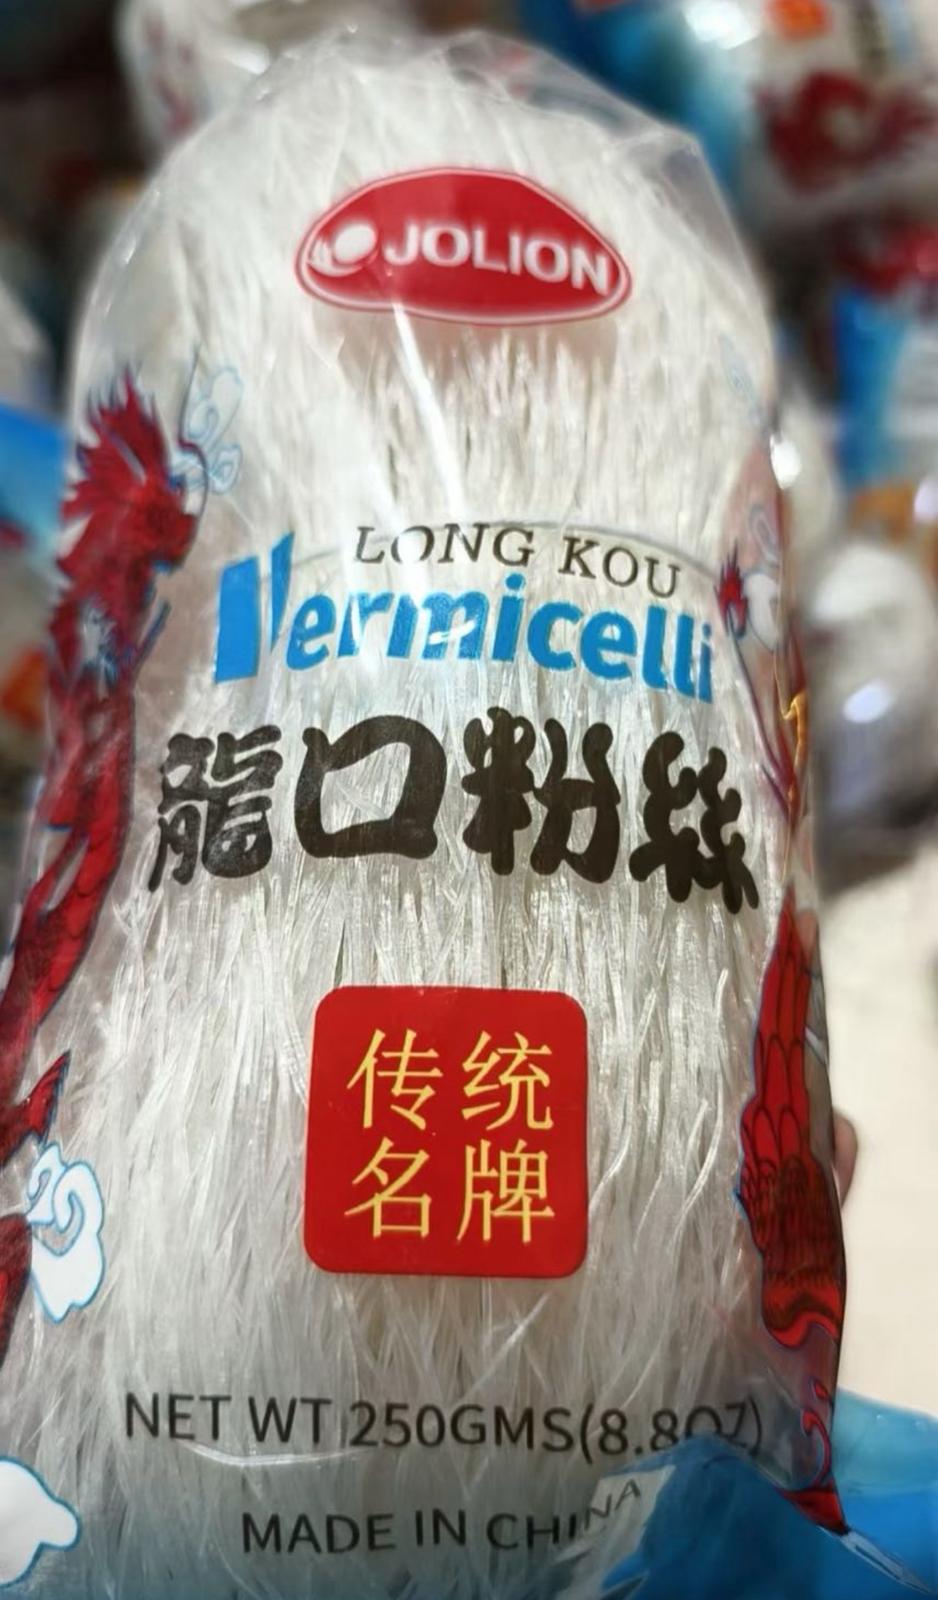 JOLION
LONG KOU
Vermicelli
龍口粉絲
传统
名牌
NET WT 250GMS(8.8OZ)
MADE IN CHINA